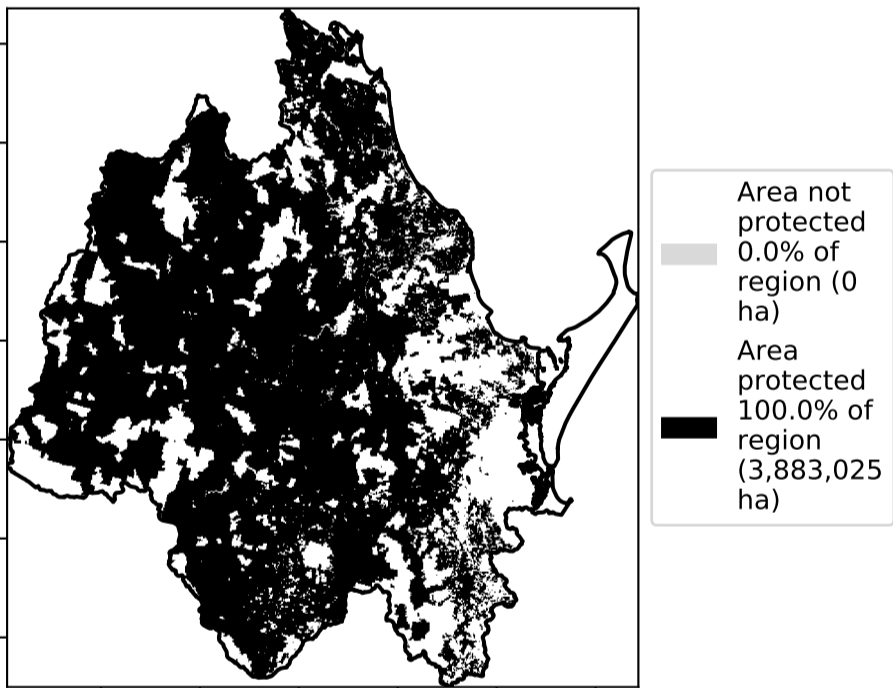 Area not
protected
0.0% of
region (0
ha)
Area
protected
100.0% of
region
(3,883,025
ha)